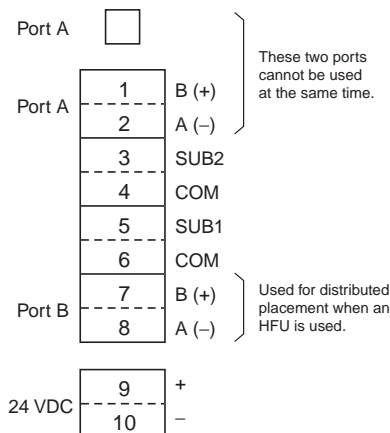 Port A
These two ports
cannot be used
at the same time.
Port A
1 B (+)
2 A (−)
3 SUB2
4 COM
5 SUB1
6 COM
Port B
7 B (+)
8 A (−)
Used for distributed
placement when an
HFU is used.
24 VDC
9 +
10 −